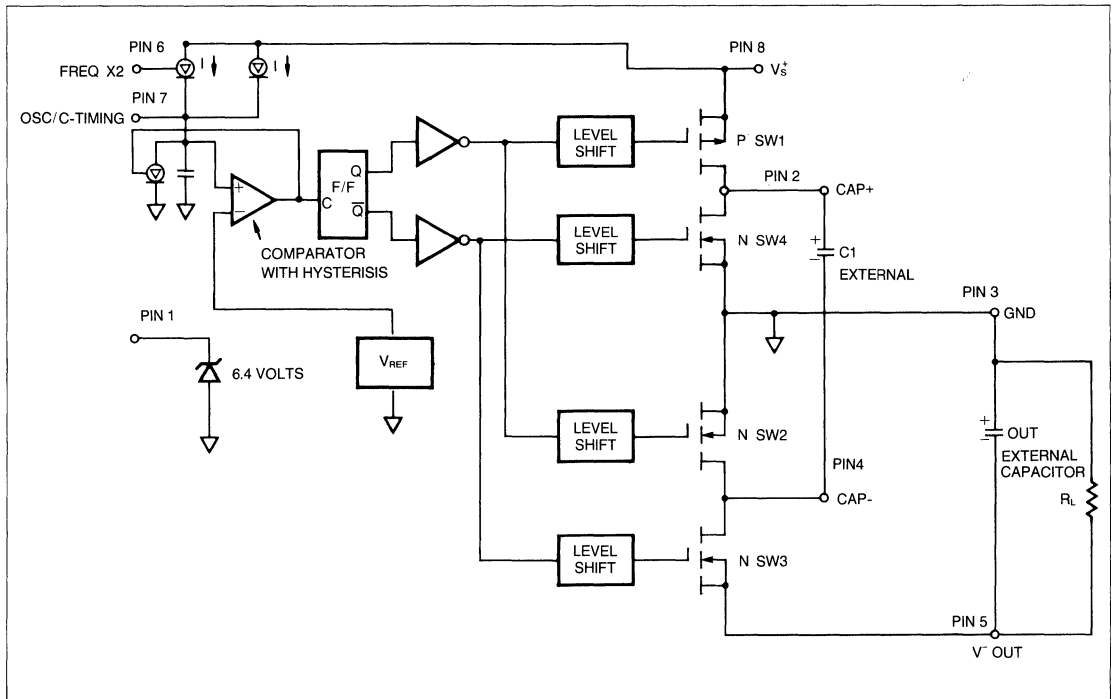 PIN 6
FREQ X2
I
I
PIN 8
V+S
PIN 7
OSC/C-TIMING
LEVEL
SHIFT
P SW1
PIN 2
CAP+
Q
F/F
C
Q̅
+
−
COMPARATOR
WITH HYSTERISIS
LEVEL
SHIFT
N SW4
+
−
C1
EXTERNAL
PIN 3
GND
PIN 1
6.4 VOLTS
VREF
LEVEL
SHIFT
N SW2
PIN4
CAP-
+
−
OUT
EXTERNAL
CAPACITOR
RL
LEVEL
SHIFT
N SW3
PIN 5
V− OUT